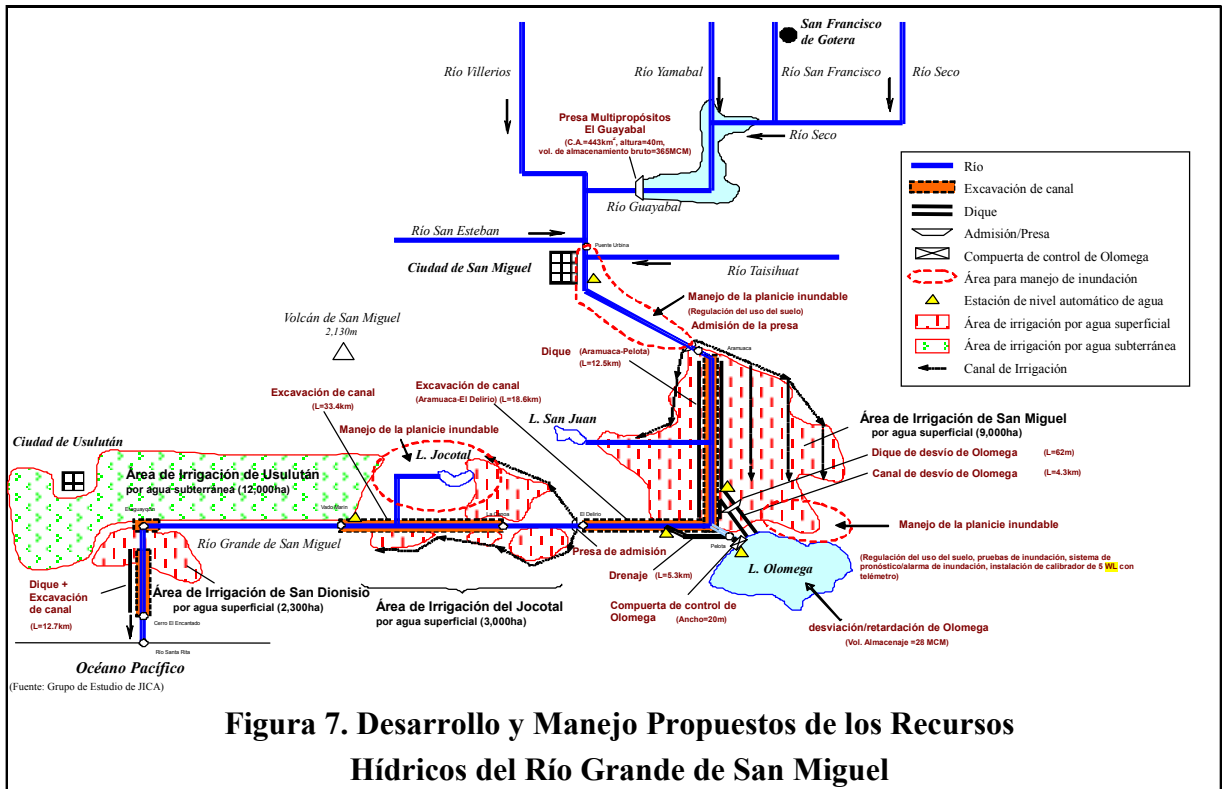 San Francisco
de Gotera
Río Villerios
Río Yamabal
Río San Francisco
Río Seco
Presa Multipropósitos
El Guayabal
(C.A.=443km², altura=40m,
vol. de almacenamiento bruto=365MCM)
Río Seco
Río Guayabal
Río
Excavación de canal
Dique
Admisión/Presa
Compuerta de control de Olomega
Área para manejo de inundación
Estación de nivel automático de agua
Área de irrigación por agua superficial
Área de irrigación por agua subterránea
Canal de Irrigación
Río San Esteban
Puente Urbina
Ciudad de San Miguel
Río Taisihuat
Volcán de San Miguel
2,130m
Manejo de la planicie inundable
(Regulación del uso del suelo)
Admisión de la presa
Dique (Aramuaca-Pelota)
(L=12.5km)
Aramuaca
Excavación de canal
(L=33.4km)
Excavación de canal
(Aramuaca-El Delirio) (L=18.6km)
L. San Juan
Manejo de la planicie inundable
L. Jocotal
Área de Irrigación de San Miguel
por agua superficial (9,000ha)
Dique de desvío de Olomega (L=62m)
Canal de desvío de Olomega (L=4.3km)
Ciudad de Usulután
Área de Irrigación de Usulután
por agua subterránea (12,000ha)
Vado Marin
La Canoa
El Delirio
Río Grande de San Miguel
Presa de admisión
Pelota
Manejo de la planicie inundable
(Regulación del uso del suelo, pruebas de inundación, sistema de
pronóstico/alarma de inundación, instalación de calibrador de 5 WL con
telémetro)
Drenaje (L=5.3km)
L. Olomega
Compuerta de control de
Olomega (Ancho=20m)
desviación/retardación de Olomega
(Vol. Almacenaje =28 MCM)
Dique +
Excavación
de canal
(L=12.7km)
Área de Irrigación de San Dionisio
por agua superficial (2,300ha)
Área de Irrigación del Jocotal
por agua superficial (3,000ha)
Cerro El Encantado
Río Santa Rita
Océano Pacífico
(Fuente: Grupo de Estudio de JICA)
Figura 7. Desarrollo y Manejo Propuestos de los Recursos
Hídricos del Río Grande de San Miguel